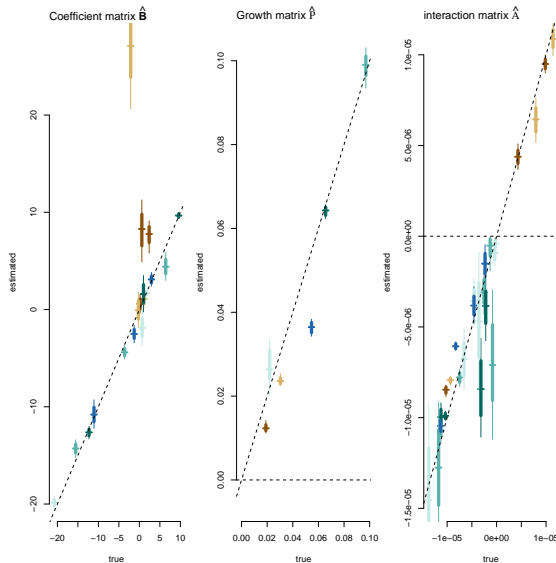 Coefficient matrix B̂
Growth matrix P̂
interaction matrix Â
estimated
20
10
0
−10
−20
−20
−15
−10
−5
0
5
10
true
estimated
0.10
0.08
0.06
0.04
0.02
0.00
0.00
0.02
0.04
0.06
0.08
0.10
true
estimated
1.0e−05
5.0e−06
0.0e+00
−5.0e−06
−1.0e−05
−1.5e−05
−1e−05
0e+00
1e−05
true